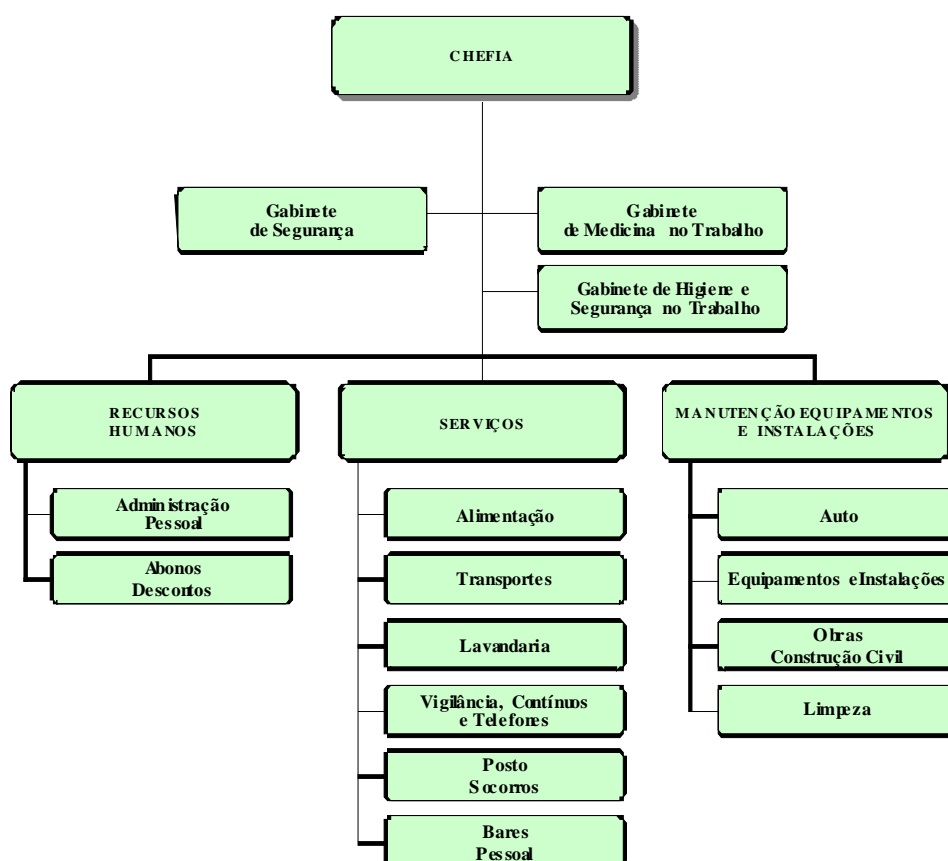 CHEFIA
Gabinete
de Segurança
Gabinete
de Medicina no Trabalho
Gabinete de Higiene e
Segurança no Trabalho
RECURSOS
HUMANOS
SERVIÇOS
MANUTENÇÃO EQUIPAMENTOS
E INSTALAÇÕES
Administração
Pessoal
Abonos
Descontos
Alimentação
Transportes
Lavandaria
Vigilância, Contínuos
e Telefones
Posto
Socorros
Bares
Pessoal
Auto
Equipamentos e Instalações
Obras
Construção Civil
Limpeza